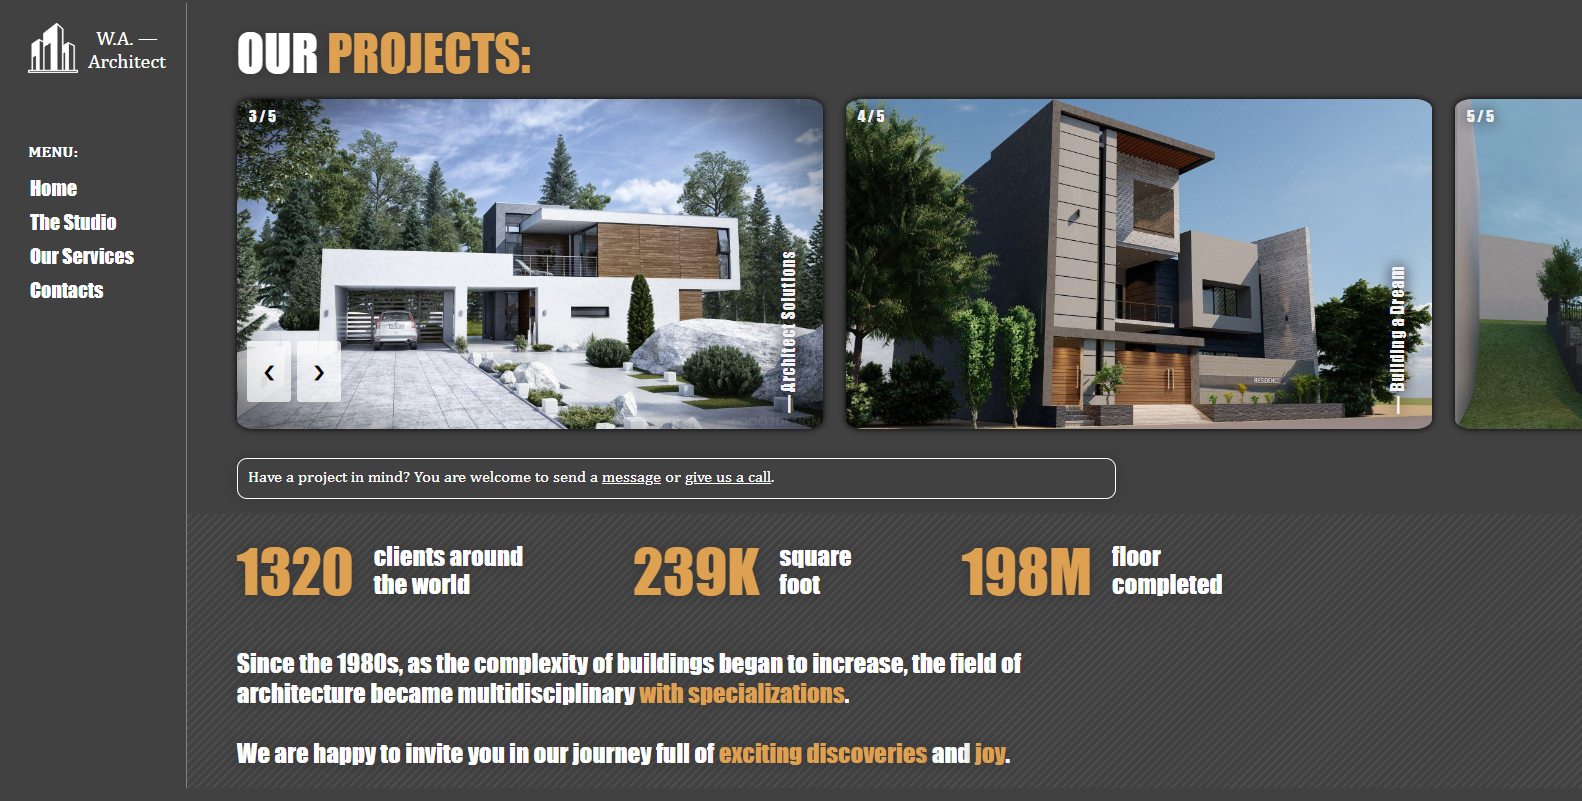 W.A. —
Architect
MENU:
Home
The Studio
Our Services
Contacts
OUR PROJECTS:
3 / 5
— Architect Solutions
4 / 5
— Building a Dream
RESIDENCE
5 / 5
❮ ❯
Have a project in mind? You are welcome to send a message or give us a call.
1320 clients around
the world
239K square
foot
198M floor
completed
Since the 1980s, as the complexity of buildings began to increase, the field of
architecture became multidisciplinary with specializations.
We are happy to invite you in our journey full of exciting discoveries and joy.